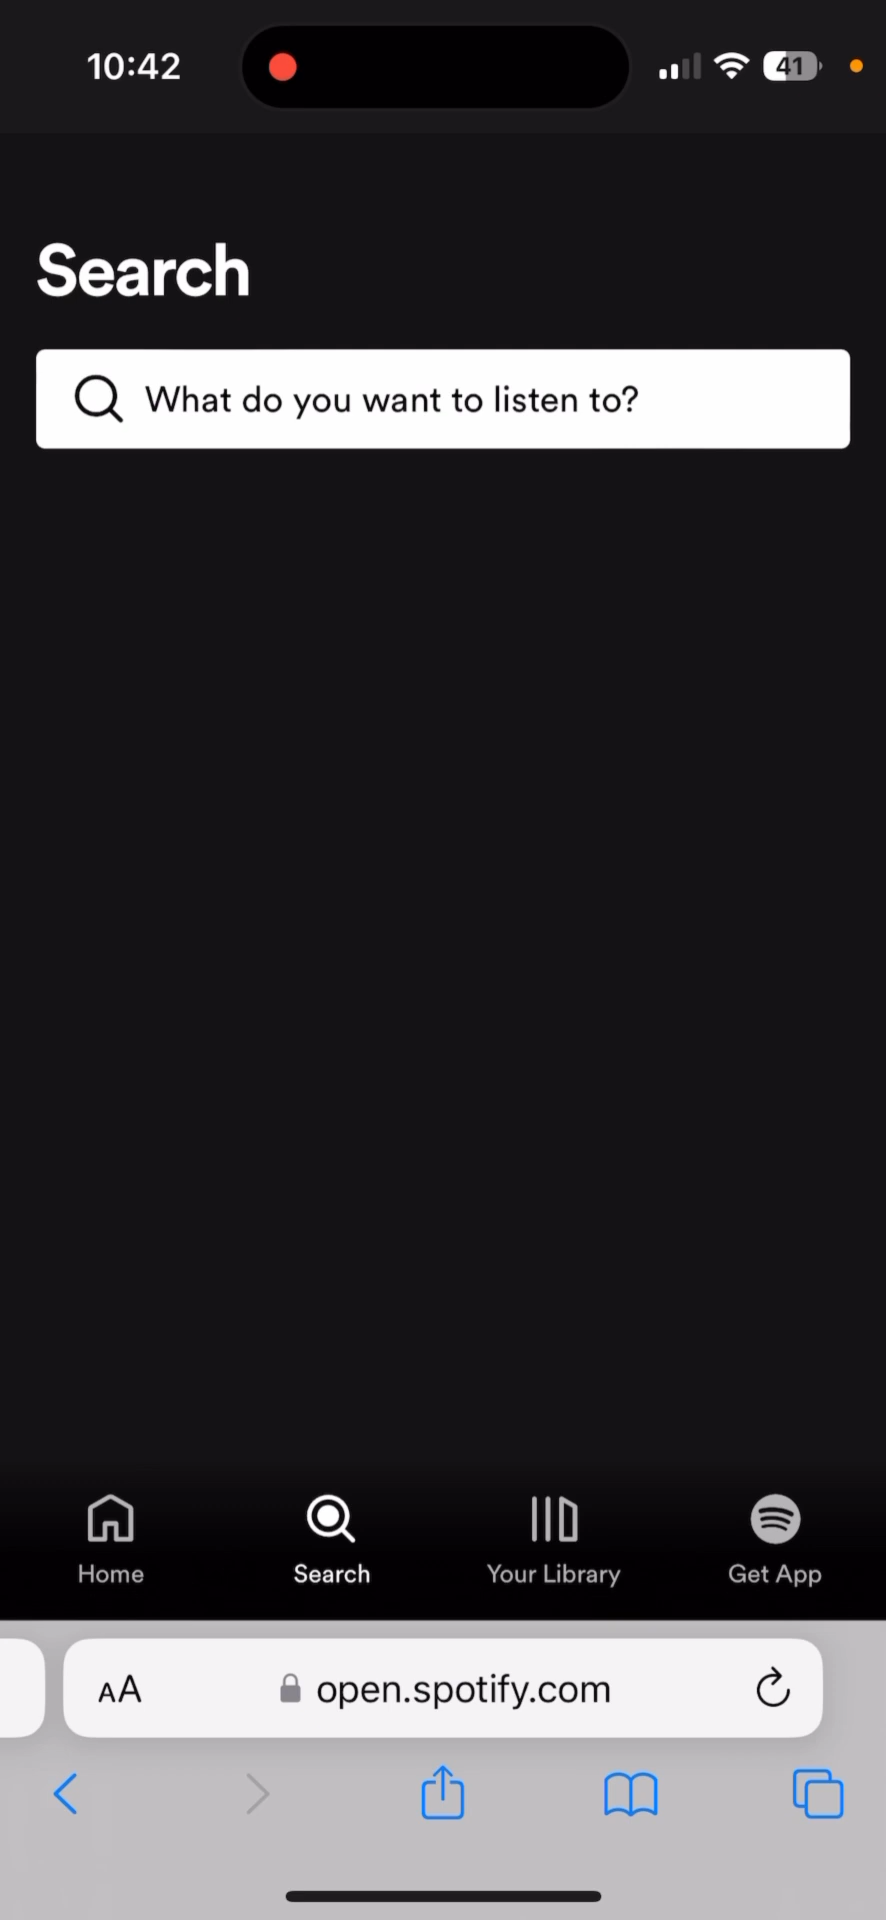 10:42
41
Search
What do you want to listen to?
Home
Search
Your Library
Get App
AA
open.spotify.com